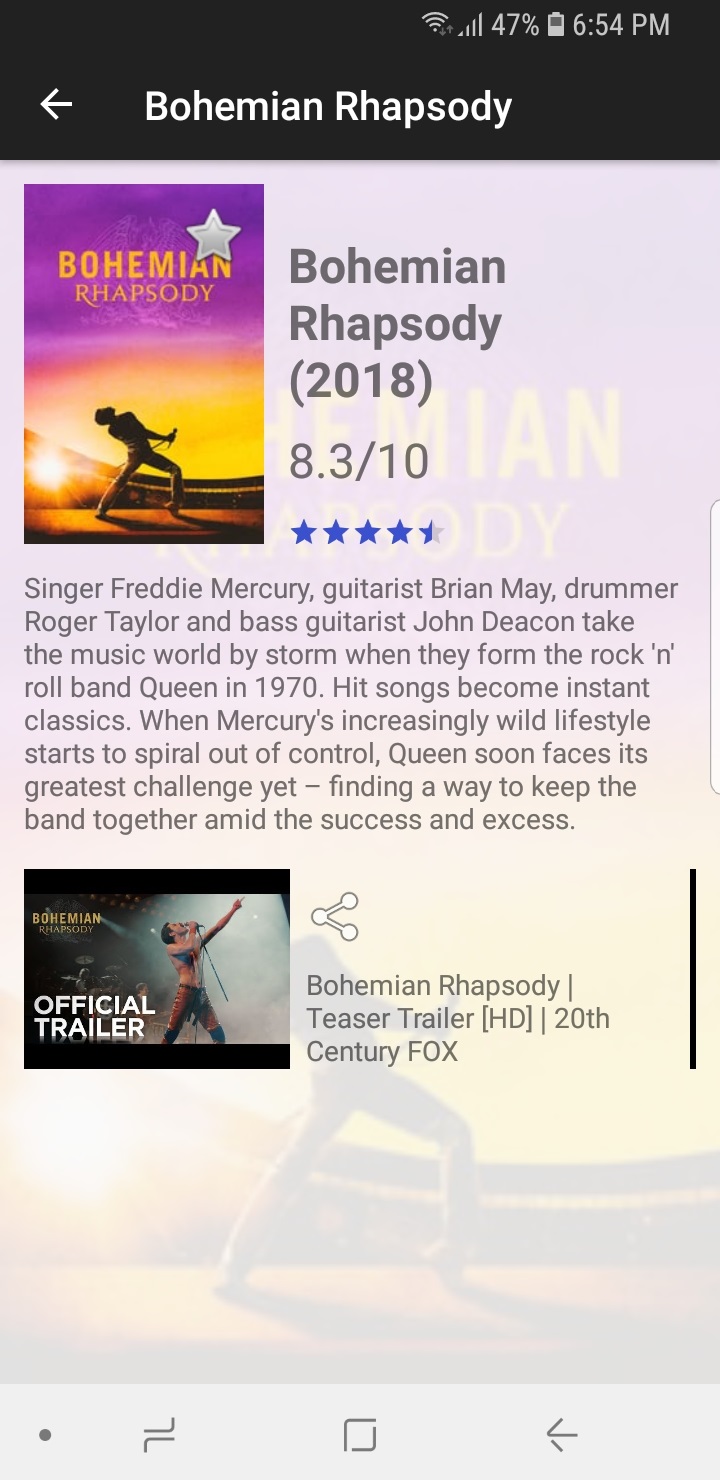 47% 6:54 PM
Bohemian Rhapsody
BOHEMIAN
RHAPSODY
Bohemian
Rhapsody
(2018)
8.3/10
HEMIAN
RHAPSODY
Singer Freddie Mercury, guitarist Brian May, drummer
Roger Taylor and bass guitarist John Deacon take
the music world by storm when they form the rock 'n'
roll band Queen in 1970. Hit songs become instant
classics. When Mercury's increasingly wild lifestyle
starts to spiral out of control, Queen soon faces its
greatest challenge yet – finding a way to keep the
band together amid the success and excess.
BOHEMIAN
RHAPSODY
OFFICIAL
TRAILER
Bohemian Rhapsody |
Teaser Trailer [HD] | 20th
Century FOX